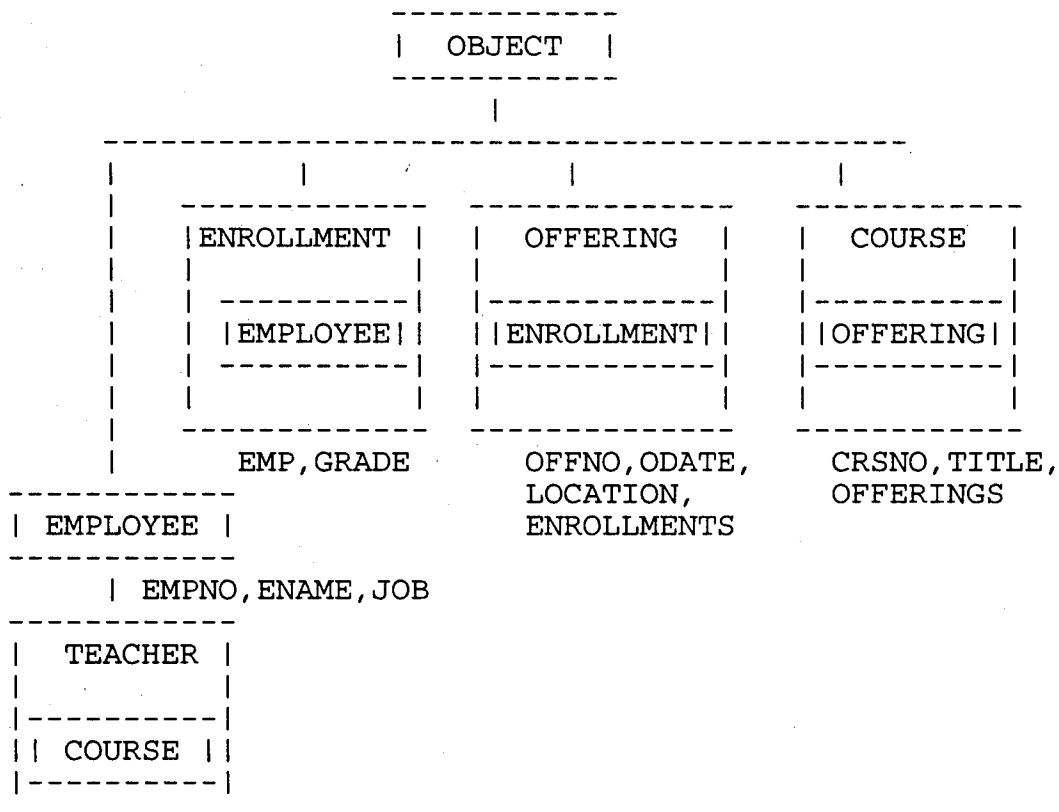 OBJECT
ENROLLMENT OFFERING COURSE
EMPLOYEE ENROLLMENT OFFERING
EMP,GRADE OFFNO,ODATE, CRSNO,TITLE,
LOCATION, OFFERINGS
EMPLOYEE ENROLLMENTS
EMPNO,ENAME,JOB
TEACHER
COURSE